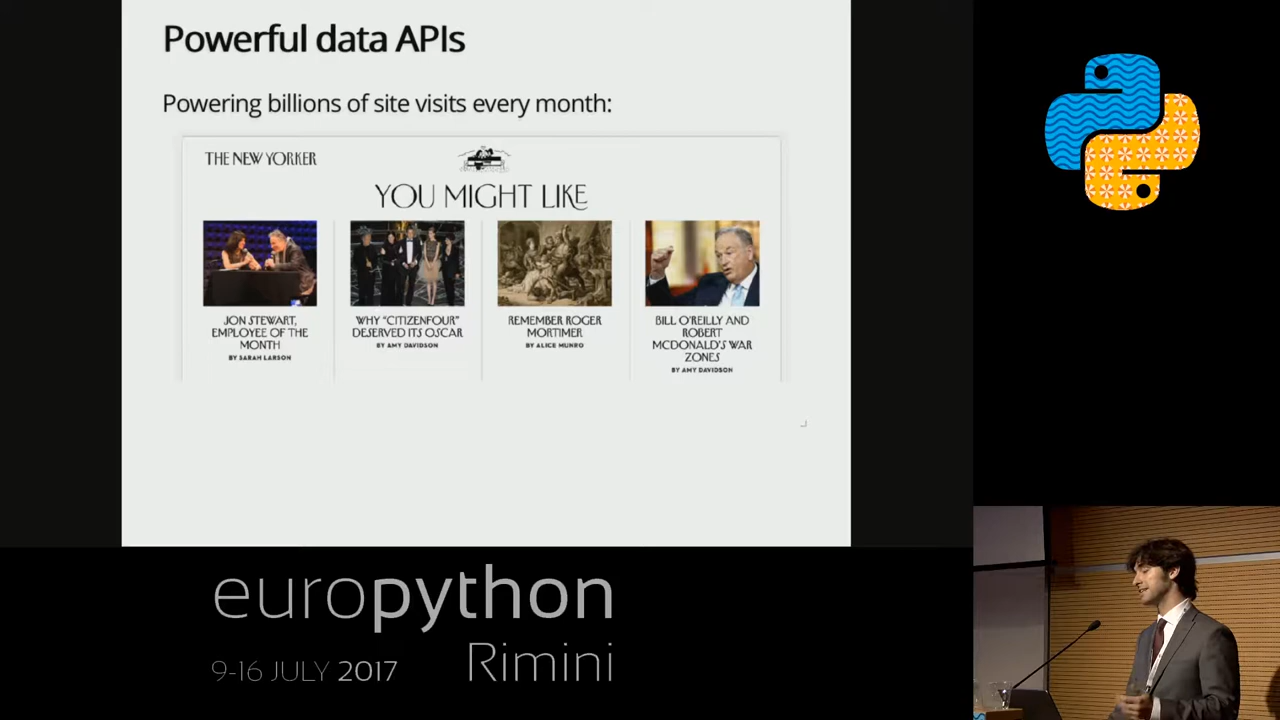 Powerful data APIs
Powering billions of site visits every month:
THE NEW YORKER
YOU MIGHT LIKE
JON STEWART,
EMPLOYEE OF THE
MONTH
BY SARAH LARSON
WHY “CITIZENFOUR”
DESERVED ITS OSCAR
BY AMY DAVIDSON
REMEMBER ROGER
MORTIMER
BY ALICE MUNRO
BILL O'REILLY AND
ROBERT
MCDONALD'S WAR
ZONES
BY AMY DAVIDSON
europython
9-16 JULY 2017 Rimini